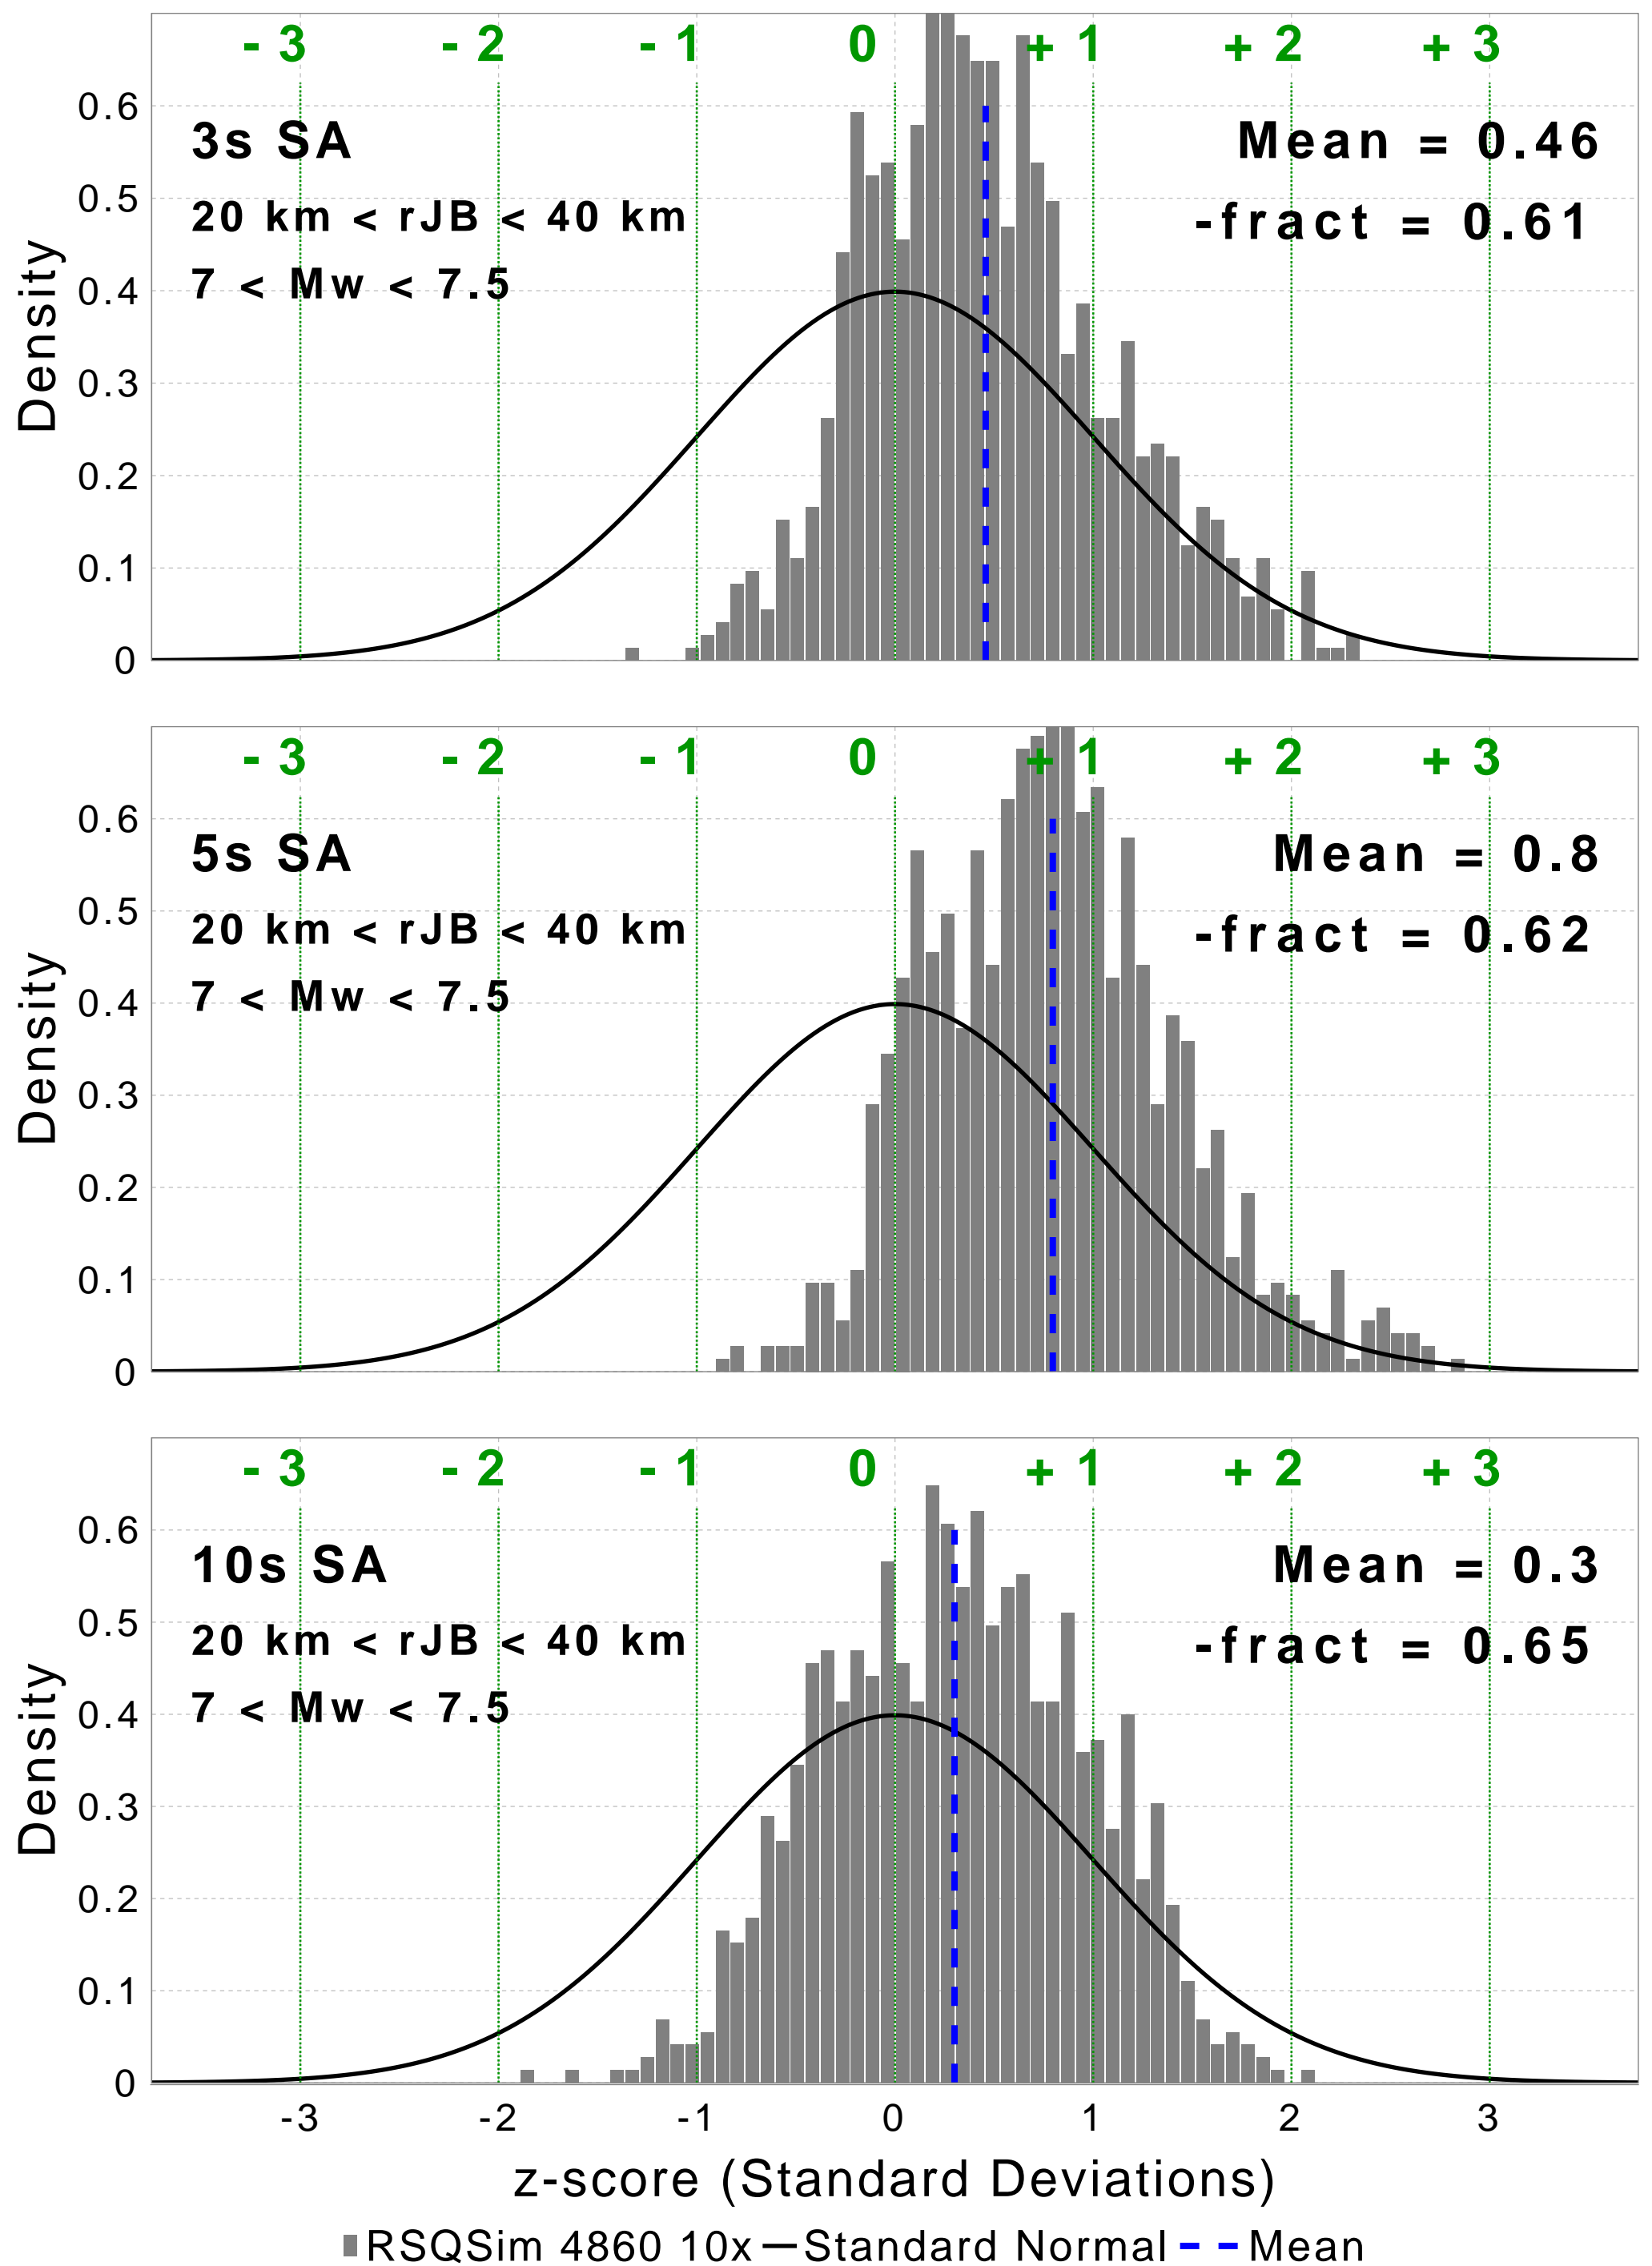 - 3 - 2 - 1 0 + 1 + 2 + 3
0.6
3s SA
Mean = 0.46
0.5
20 km < rJB < 40 km
-fract = 0.61
7 < Mw < 7.5
0.4
Density
0.3
0.2
0.1
0
- 3 - 2 - 1 0 + 1 + 2 + 3
0.6
5s SA
Mean = 0.8
0.5
20 km < rJB < 40 km
-fract = 0.62
7 < Mw < 7.5
0.4
Density
0.3
0.2
0.1
0
- 3 - 2 - 1 0 + 1 + 2 + 3
0.6
10s SA
Mean = 0.3
0.5
20 km < rJB < 40 km
-fract = 0.65
7 < Mw < 7.5
0.4
Density
0.3
0.2
0.1
0
-3 -2 -1 0 1 2 3
z-score (Standard Deviations)
RSQSim 4860 10x Standard Normal Mean